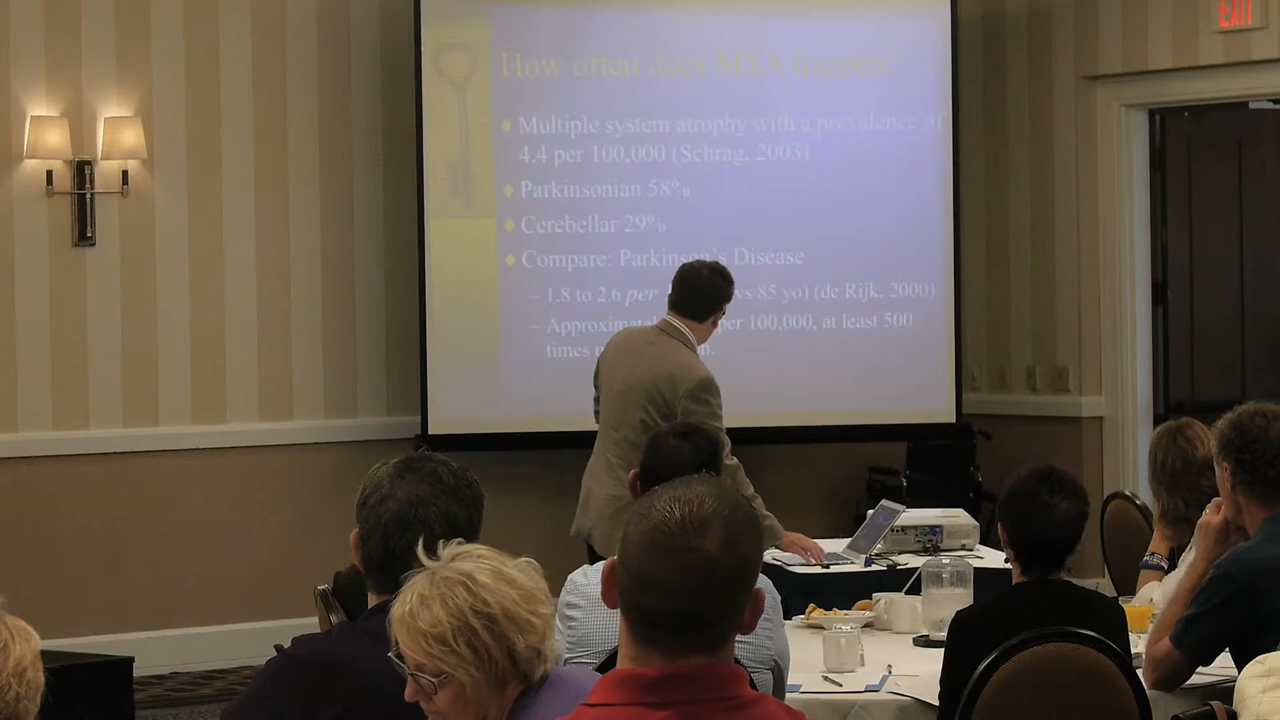 EXIT
How often does MSA happen?
Multiple system atrophy with a prevalence of
4.4 per 100,000 (Schrag, 2003)
Parkinsonian 58%
Cerebellar 29%
Compare: Parkinson's Disease
– 1.8 to 2.6 per vs 85 yo) (de Rijk, 2000)
– Approximately per 100,000, at least 500
times